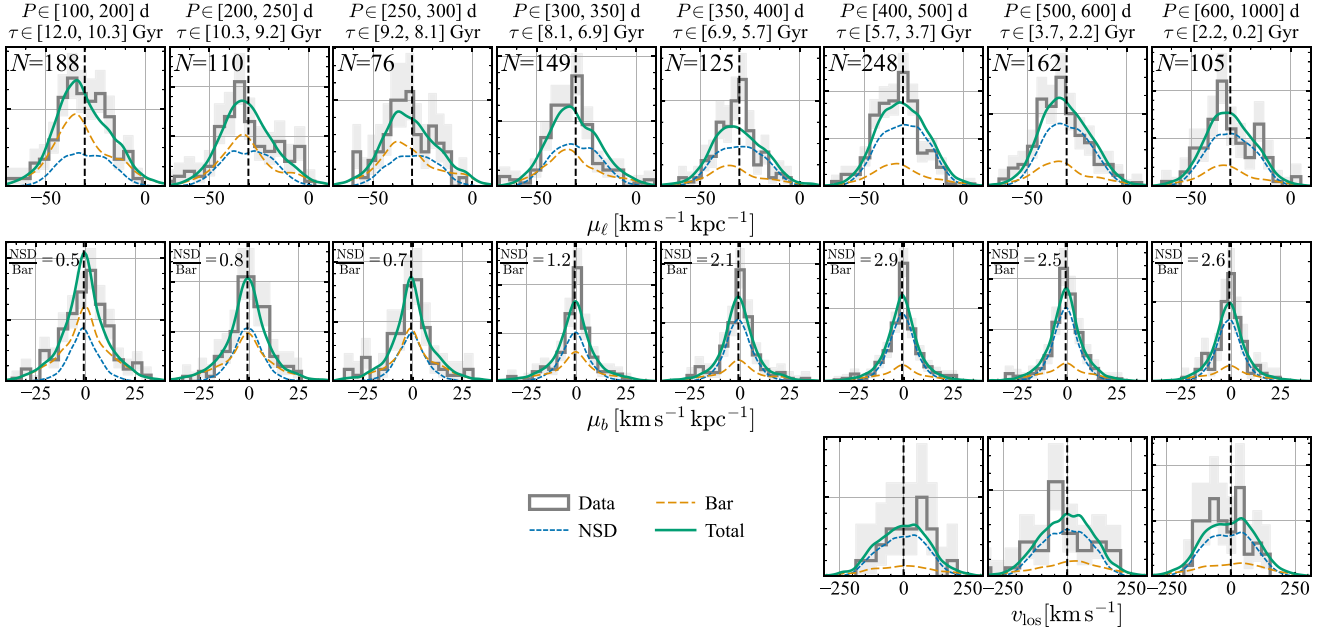 P∈[100, 200] d P∈[200, 250] d P∈[250, 300] d P∈[300, 350] d P∈[350, 400] d P∈[400, 500] d P∈[500, 600] d P∈[600, 1000] d
τ∈[12.0, 10.3] Gyr τ∈[10.3, 9.2] Gyr τ∈[9.2, 8.1] Gyr τ∈[8.1, 6.9] Gyr τ∈[6.9, 5.7] Gyr τ∈[5.7, 3.7] Gyr τ∈[3.7, 2.2] Gyr τ∈[2.2, 0.2] Gyr
N=188 N=110 N=76 N=149 N=125 N=248 N=162 N=105
−50 0 −50 0 −50 0 −50 0 −50 0 −50 0 −50 0 −50 0
μ_ℓ [km s⁻¹ kpc⁻¹]
NSD/Bar =0.5 NSD/Bar =0.8 NSD/Bar =0.7 NSD/Bar =1.2 NSD/Bar =2.1 NSD/Bar =2.9 NSD/Bar =2.5 NSD/Bar =2.6
−25 0 25 −25 0 25 −25 0 25 −25 0 25 −25 0 25 −25 0 25 −25 0 25 −25 0 25
μ_b [km s⁻¹ kpc⁻¹]
Data Bar
NSD Total
−250 0 250 −250 0 250 −250 0 250
v_los [km s⁻¹]